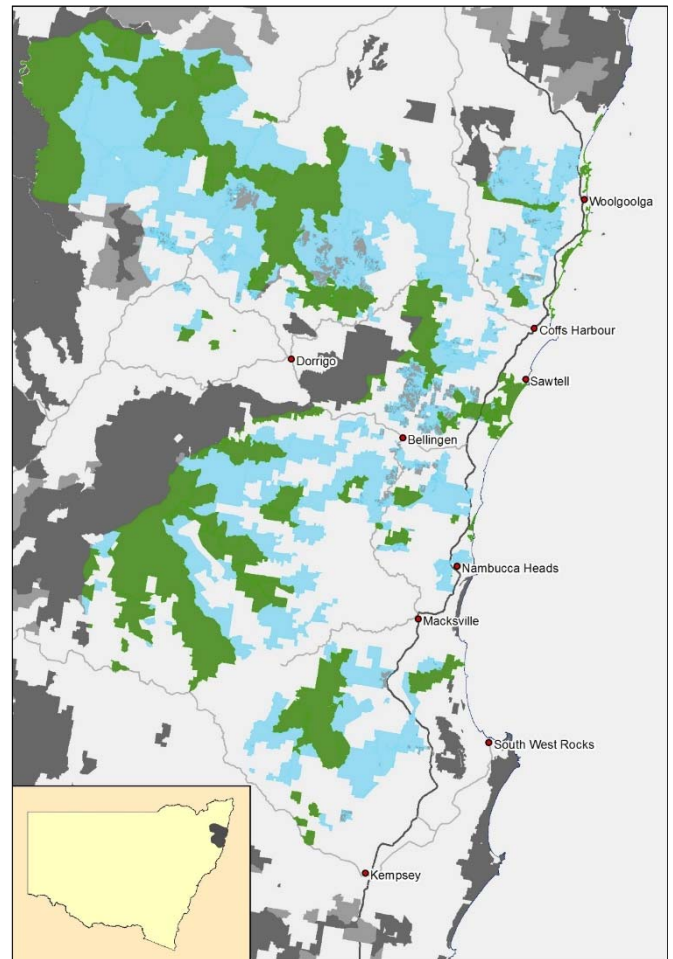 Woolgoolga
Coffs Harbour
Dorrigo
Sawtell
Bellingen
Nambucca Heads
Macksville
South West Rocks
Kempsey